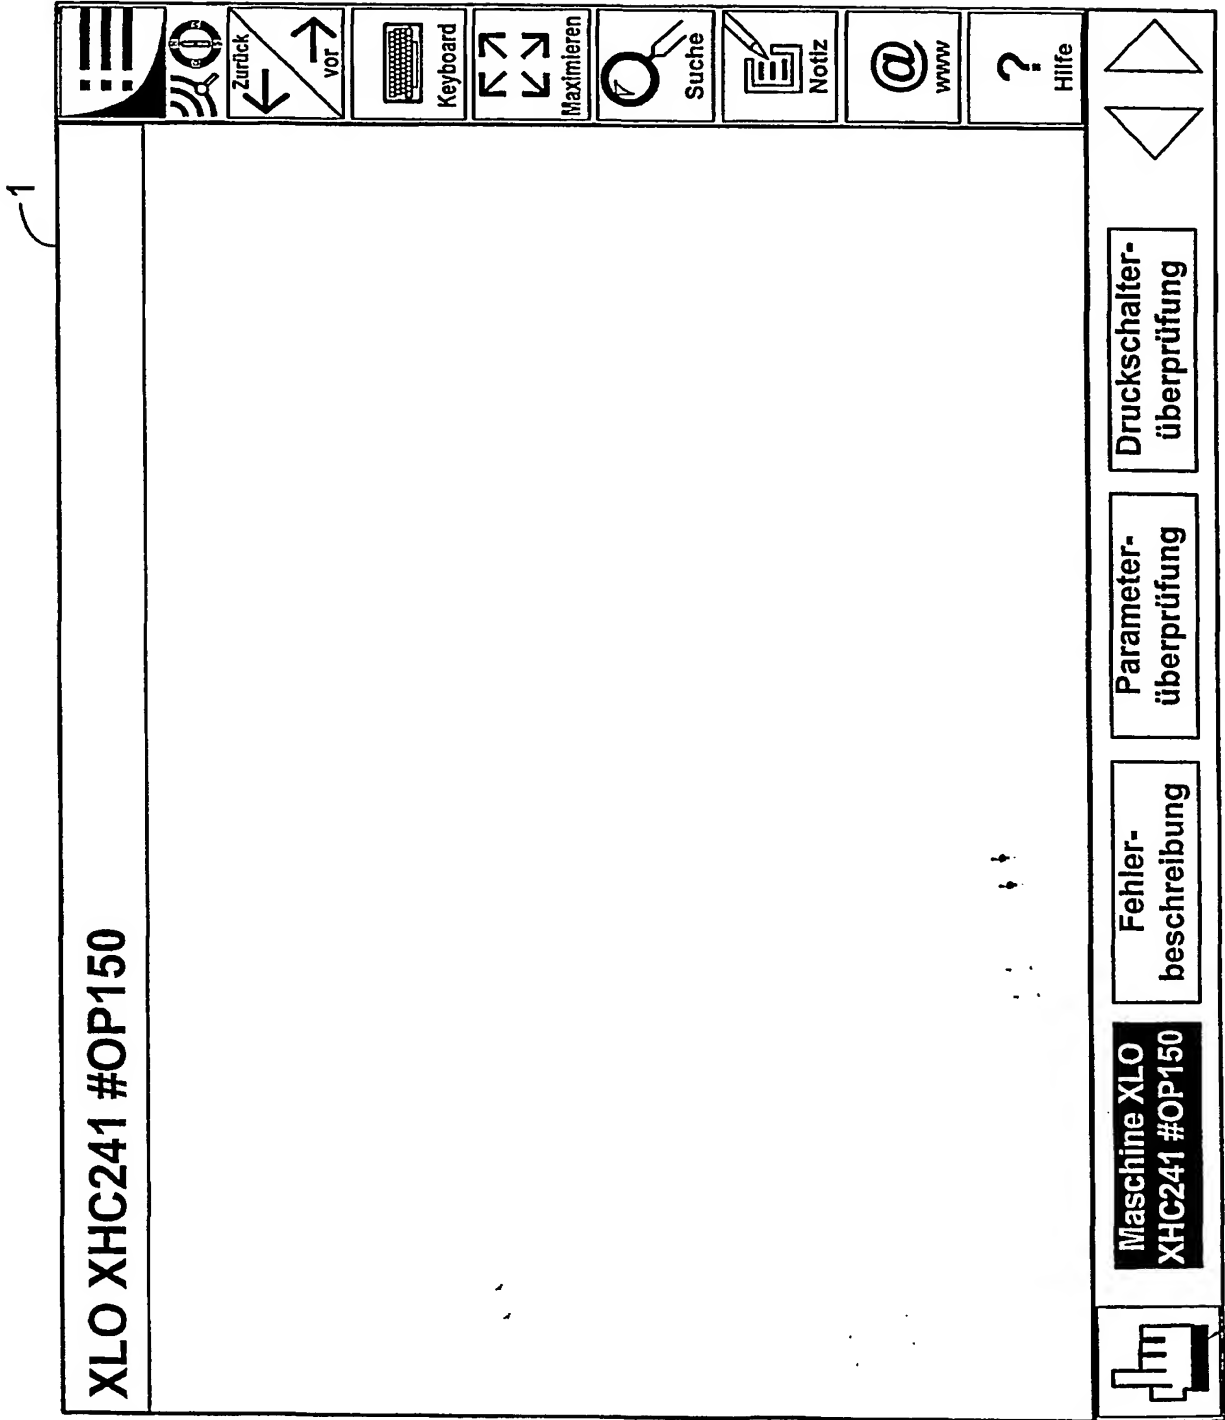 1
XLO XHC241 #OP150
Zurück
vor
Keyboard
Maximieren
Suche
Notiz
@
www
?
Hilfe
Maschine XLO
XHC241 #OP150
Fehler-
beschreibung
Parameter-
überprüfung
Druckschalter-
überprüfung